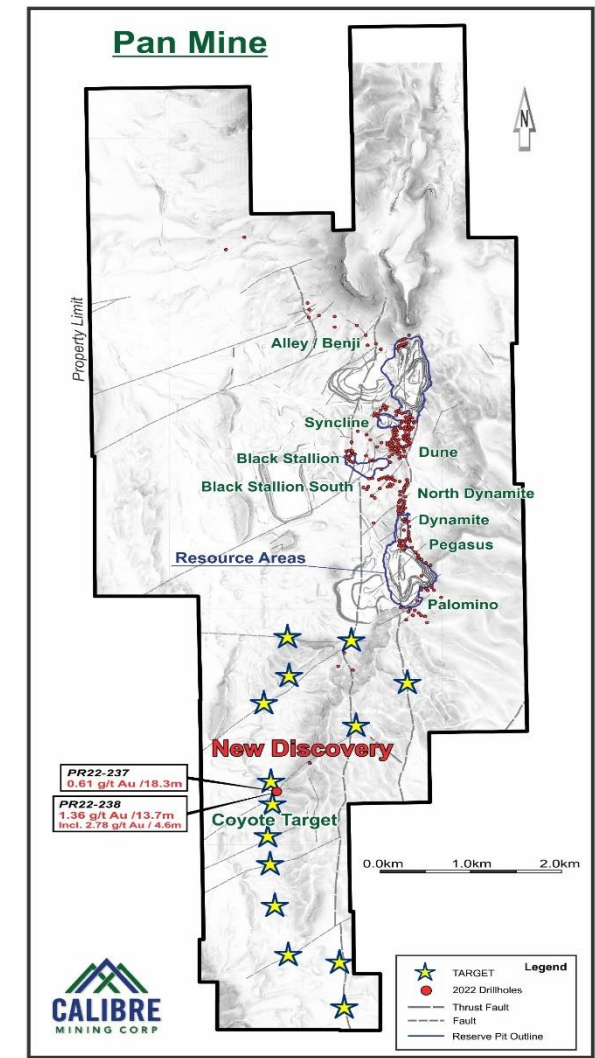 Pan Mine
N
Property Limit
Alley / Benji
Syncline
Dune
Black Stallion
Black Stallion South
North Dynamite
Dynamite
Pegasus
Resource Areas
Palomino
New Discovery
PR22-237
0.61 g/t Au /18.3m
PR22-238
1.36 g/t Au /13.7m
Incl. 2.78 g/t Au / 4.6m
Coyote Target
0.0km 1.0km 2.0km
Legend
TARGET
2022 Drillholes
Thrust Fault
Fault
Reserve Pit Outline
CALIBRE
MINING CORP